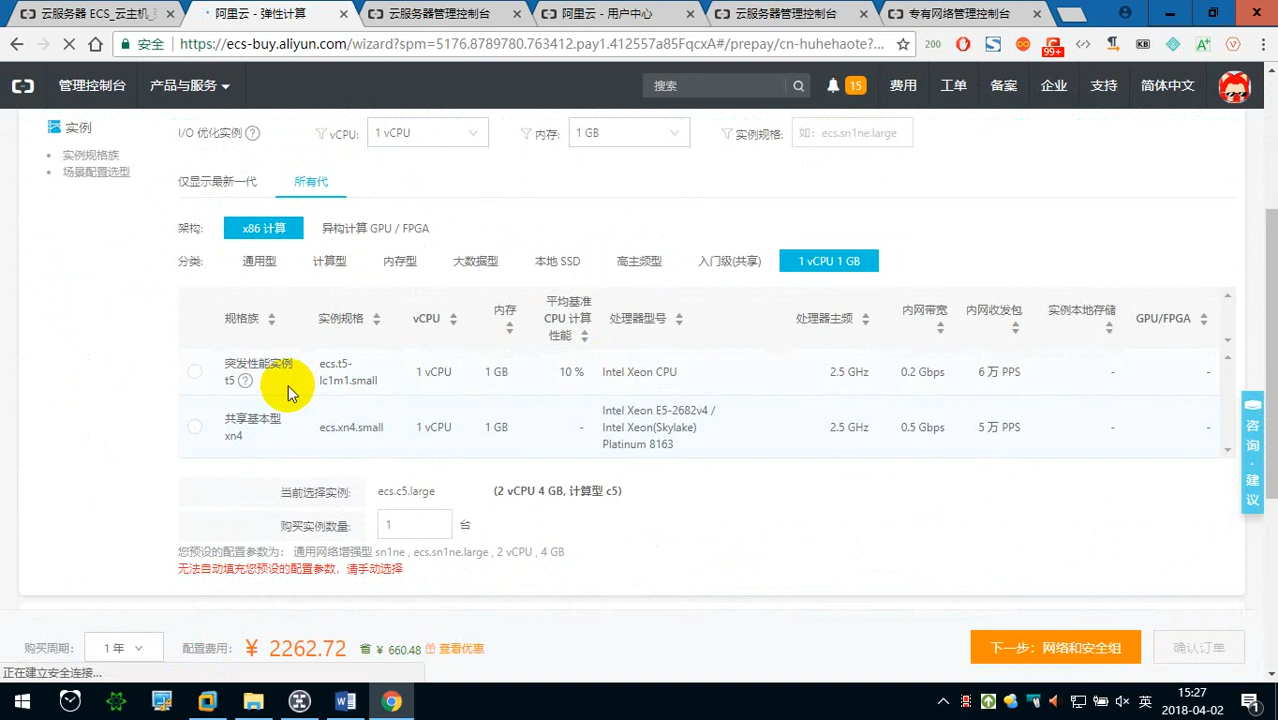 云服务器 ECS_云主机_
阿里云 - 弹性计算
云服务器管理控制台
阿里云 - 用户中心
云服务器管理控制台
专有网络管理控制台
安全
https://ecs-buy.aliyun.com/wizard?spm=5176.8789780.763412.pay1.412557a85FqcxA#/prepay/cn-huhehaote?...
200
99+
管理控制台
产品与服务
搜索
15
费用
工单
备案
企业
支持
简体中文
实例
实例规格族
场景配置选型
I/O 优化实例
vCPU:
1 vCPU
内存:
1 GB
实例规格:
如: ecs.sn1ne.large
仅显示最新一代
所有代
架构:
x86 计算
异构计算 GPU / FPGA
分类:
通用型
计算型
内存型
大数据型
本地 SSD
高主频型
入门级(共享)
1 vCPU 1 GB
规格族
实例规格
vCPU
内存
平均基准
CPU 计算
性能
处理器型号
处理器主频
内网带宽
内网收发包
实例本地存储
GPU/FPGA
突发性能实例
t5
ecs.t5-
lc1m1.small
1 vCPU
1 GB
10 %
Intel Xeon CPU
2.5 GHz
0.2 Gbps
6 万 PPS
-
-
共享基本型
xn4
ecs.xn4.small
1 vCPU
1 GB
-
Intel Xeon E5-2682v4 /
Intel Xeon(Skylake)
Platinum 8163
2.5 GHz
0.5 Gbps
5 万 PPS
-
-
当前选择实例:
ecs.c5.large
(2 vCPU 4 GB, 计算型 c5)
购买实例数量:
1
台
您预设的配置参数为: 通用网络增强型 sn1ne , ecs.sn1ne.large , 2 vCPU , 4 GB
无法自动填充您预设的配置参数，请手动选择
咨询·建议
购买周期:
1 年
配置费用:
¥ 2262.72
省 ¥ 660.48
查看优惠
下一步: 网络和安全组
确认订单
正在建立安全连接...
英
15:27
2018-04-02
1